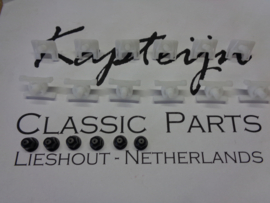 Kapteijn
CLASSIC PARTS
LIESHOUT - NETHERLANDS